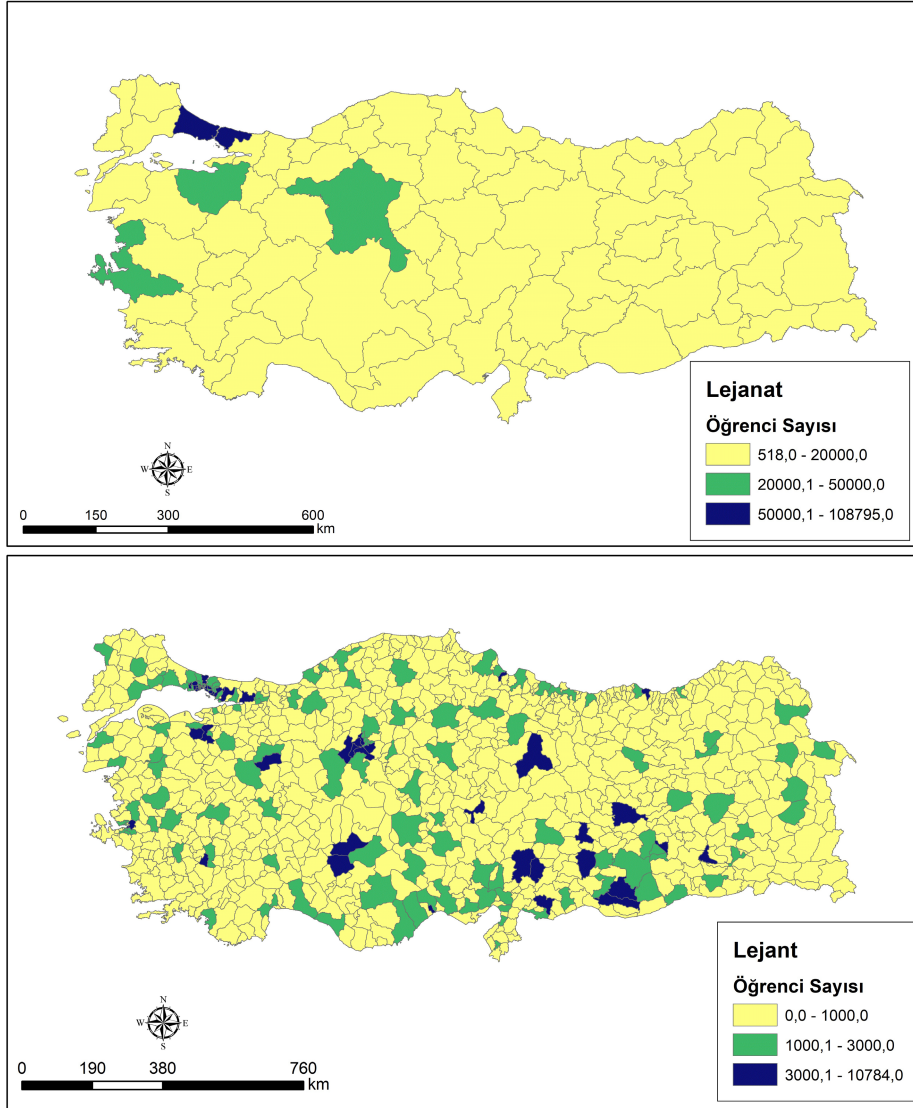 N
W E
S
0 150 300 600
km
Lejanat
Öğrenci Sayısı
518,0 - 20000,0
20000,1 - 50000,0
50000,1 - 108795,0
N
W E
S
0 190 380 760
km
Lejant
Öğrenci Sayısı
0,0 - 1000,0
1000,1 - 3000,0
3000,1 - 10784,0